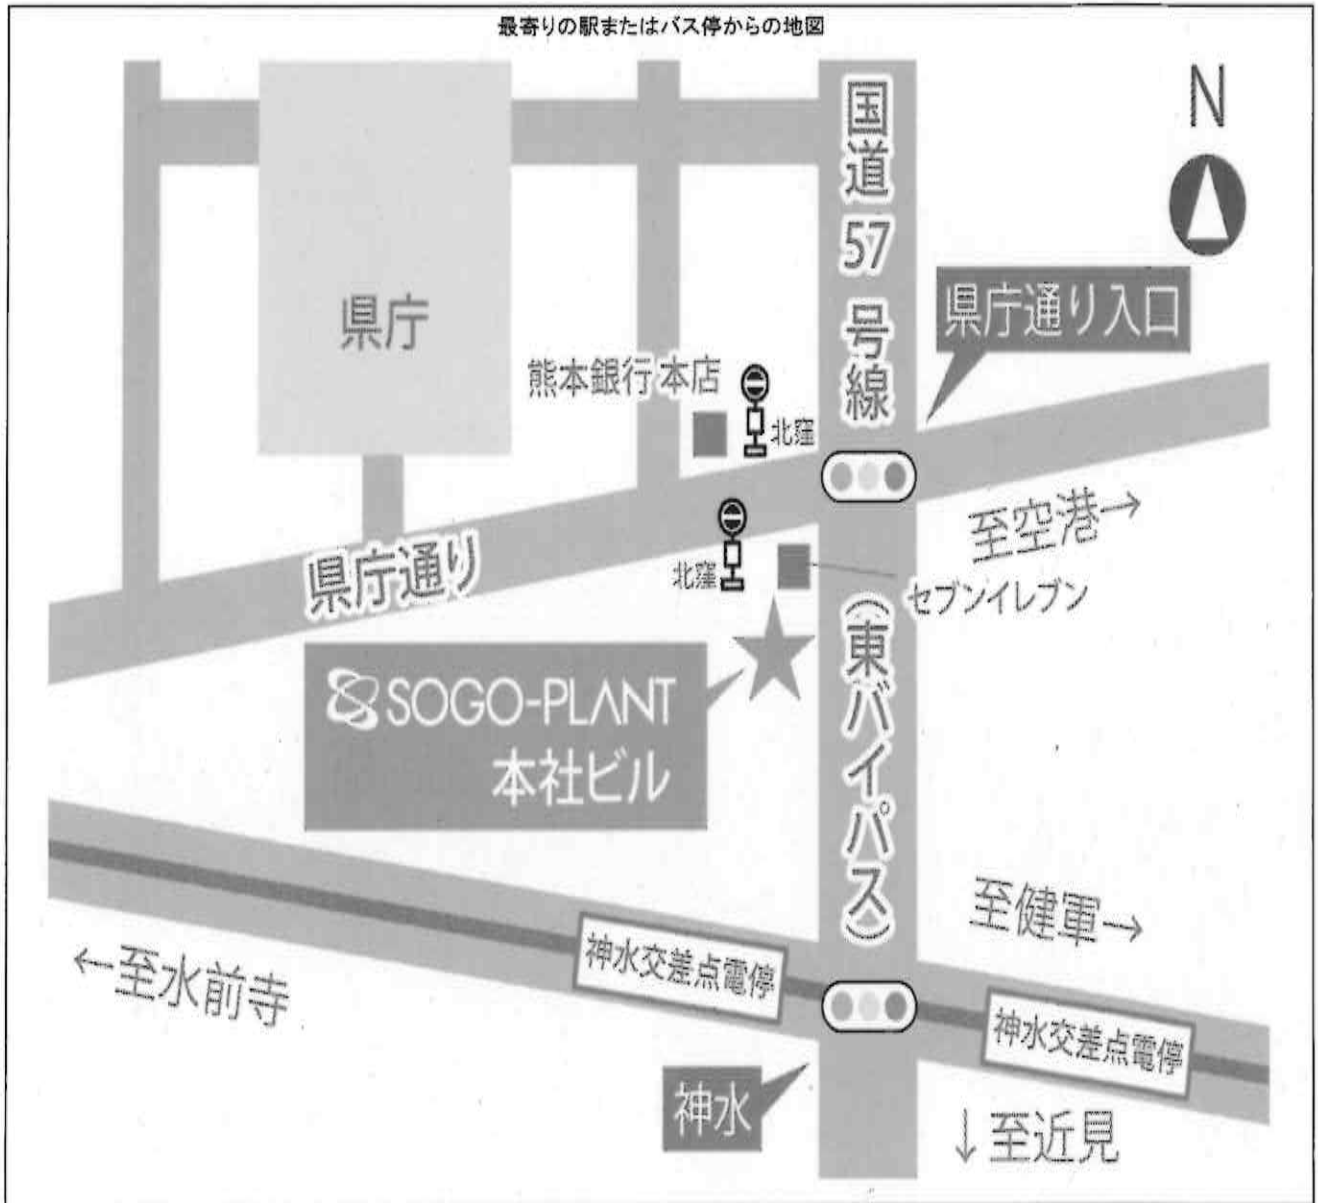 最寄りの駅またはバス停からの地図
国道57号線
N
県庁
県庁通り入口
熊本銀行 本店
北窪
至空港→
北窪
セブンイレブン
県庁通り
(東バイパス)
SOGO-PLANT
本社ビル
至健軍→
←至水前寺
神水交差点電停
神水交差点電停
神水
↓至近見